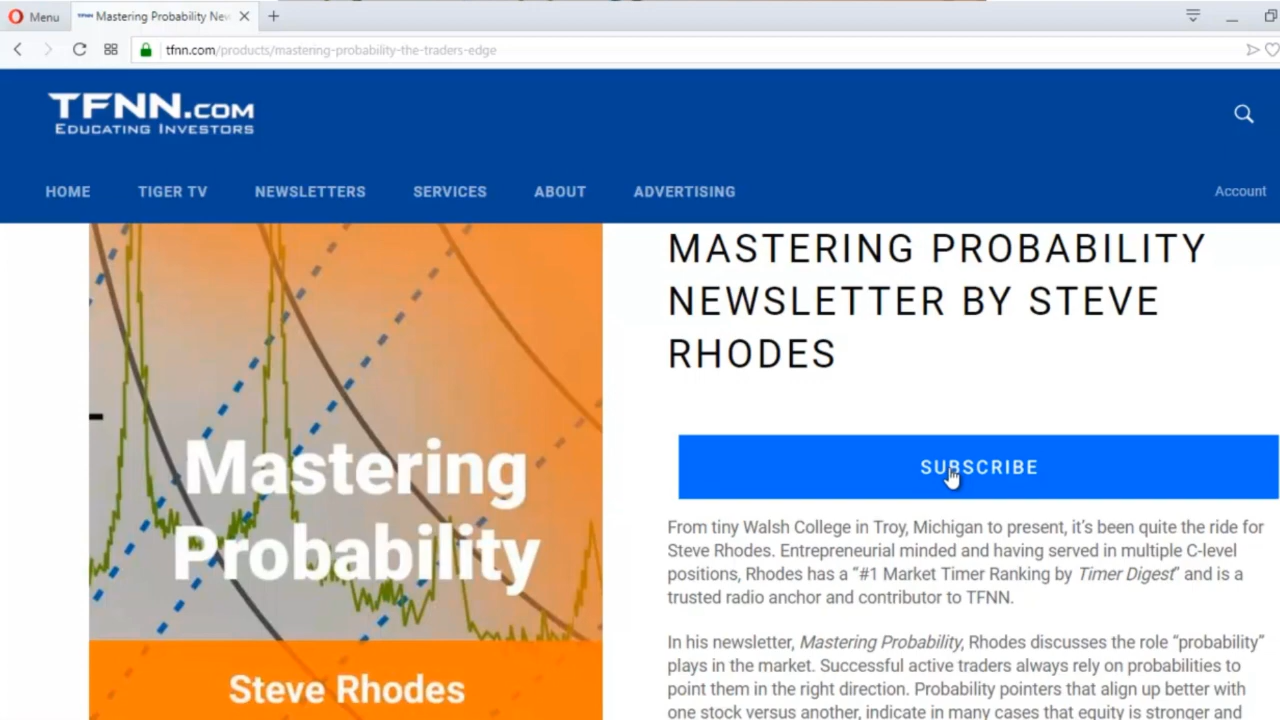 Menu
Mastering Probability New
tfnn.com/products/mastering-probability-the-traders-edge
TFNN.COM
EDUCATING INVESTORS
HOME TIGER TV NEWSLETTERS SERVICES ABOUT ADVERTISING Account
Mastering
Probability
Steve Rhodes
MASTERING PROBABILITY
NEWSLETTER BY STEVE
RHODES
SUBSCRIBE
From tiny Walsh College in Troy, Michigan to present, it’s been quite the ride for
Steve Rhodes. Entrepreneurial minded and having served in multiple C-level
positions, Rhodes has a “#1 Market Timer Ranking by Timer Digest” and is a
trusted radio anchor and contributor to TFNN.
In his newsletter, Mastering Probability, Rhodes discusses the role “probability”
plays in the market. Successful active traders always rely on probabilities to
point them in the right direction. Probability pointers that align up better with
one stock versus another, indicate in many cases that equity is stronger and